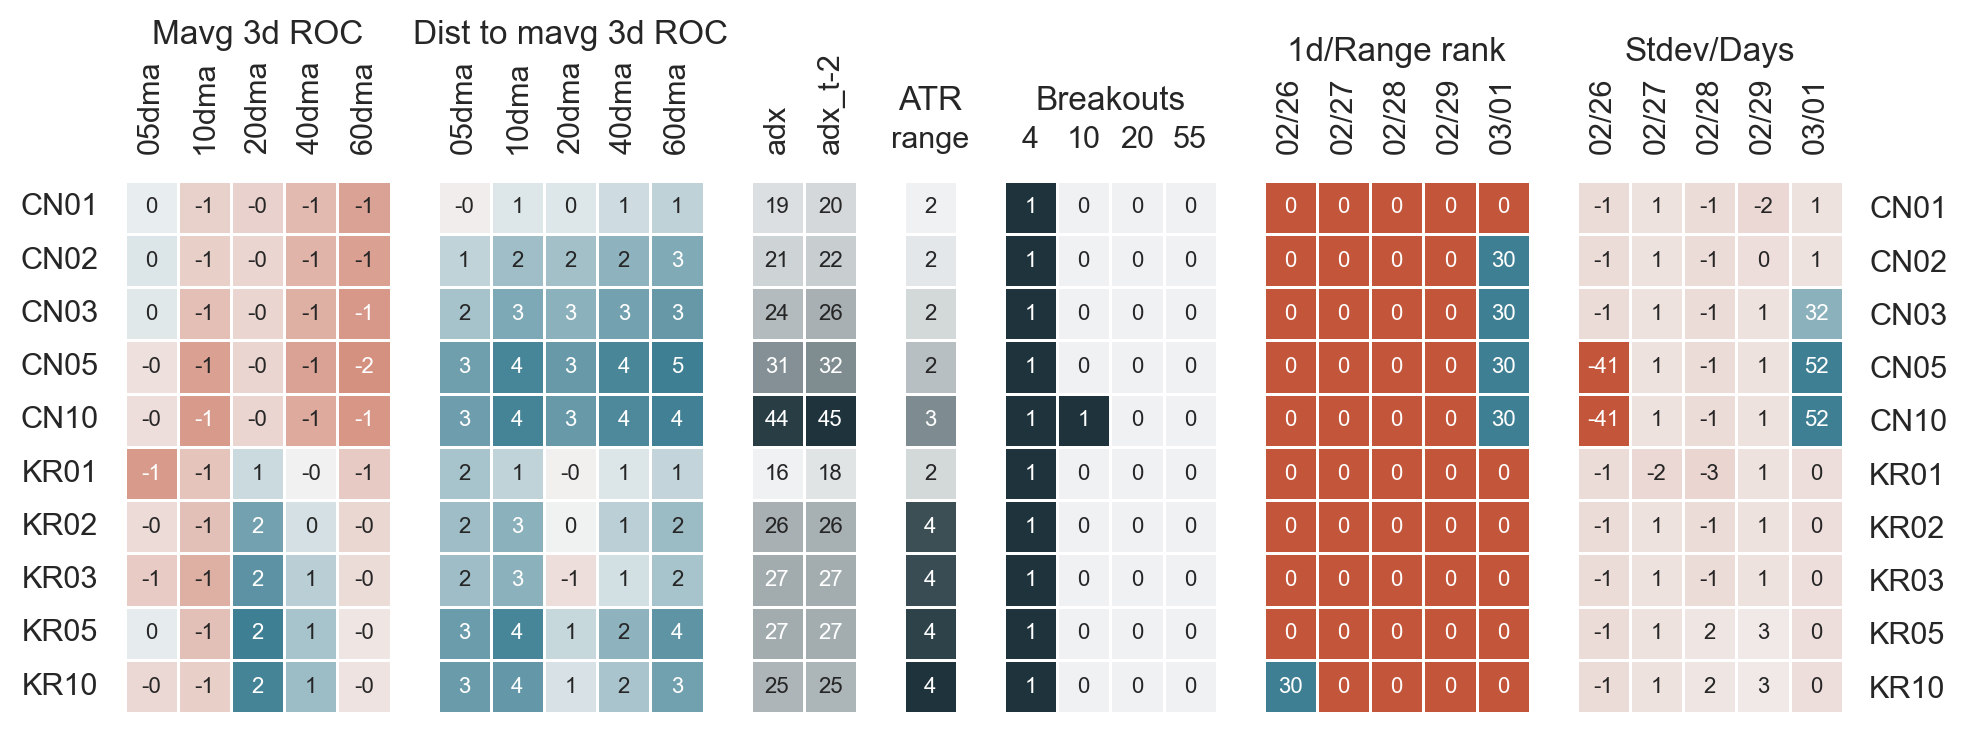 Mavg 3d ROC Dist to mavg 3d ROC 1d/Range rank Stdev/Days
ATR Breakouts
05dma 10dma 20dma 40dma 60dma 05dma 10dma 20dma 40dma 60dma adx adx_t-2 range 4 10 20 55 02/26 02/27 02/28 02/29 03/01 02/26 02/27 02/28 02/29 03/01
CN01 0 -1 -0 -1 -1 -0 1 0 1 1 19 20 2 1 0 0 0 0 0 0 0 0 -1 1 -1 -2 1 CN01
CN02 0 -1 -0 -1 -1 1 2 2 2 3 21 22 2 1 0 0 0 0 0 0 0 30 -1 1 -1 0 1 CN02
CN03 0 -1 -0 -1 -1 2 3 3 3 3 24 26 2 1 0 0 0 0 0 0 0 30 -1 1 -1 1 32 CN03
CN05 -0 -1 -0 -1 -2 3 4 3 4 5 31 32 2 1 0 0 0 0 0 0 0 30 -41 1 -1 1 52 CN05
CN10 -0 -1 -0 -1 -1 3 4 3 4 4 44 45 3 1 1 0 0 0 0 0 0 30 -41 1 -1 1 52 CN10
KR01 -1 -1 1 -0 -1 2 1 -0 1 1 16 18 2 1 0 0 0 0 0 0 0 0 -1 -2 -3 1 0 KR01
KR02 -0 -1 2 0 -0 2 3 0 1 2 26 26 4 1 0 0 0 0 0 0 0 0 -1 1 -1 1 0 KR02
KR03 -1 -1 2 1 -0 2 3 -1 1 2 27 27 4 1 0 0 0 0 0 0 0 0 -1 1 -1 1 0 KR03
KR05 0 -1 2 1 -0 3 4 1 2 4 27 27 4 1 0 0 0 0 0 0 0 0 -1 1 2 3 0 KR05
KR10 -0 -1 2 1 -0 3 4 1 2 3 25 25 4 1 0 0 0 30 0 0 0 0 -1 1 2 3 0 KR10